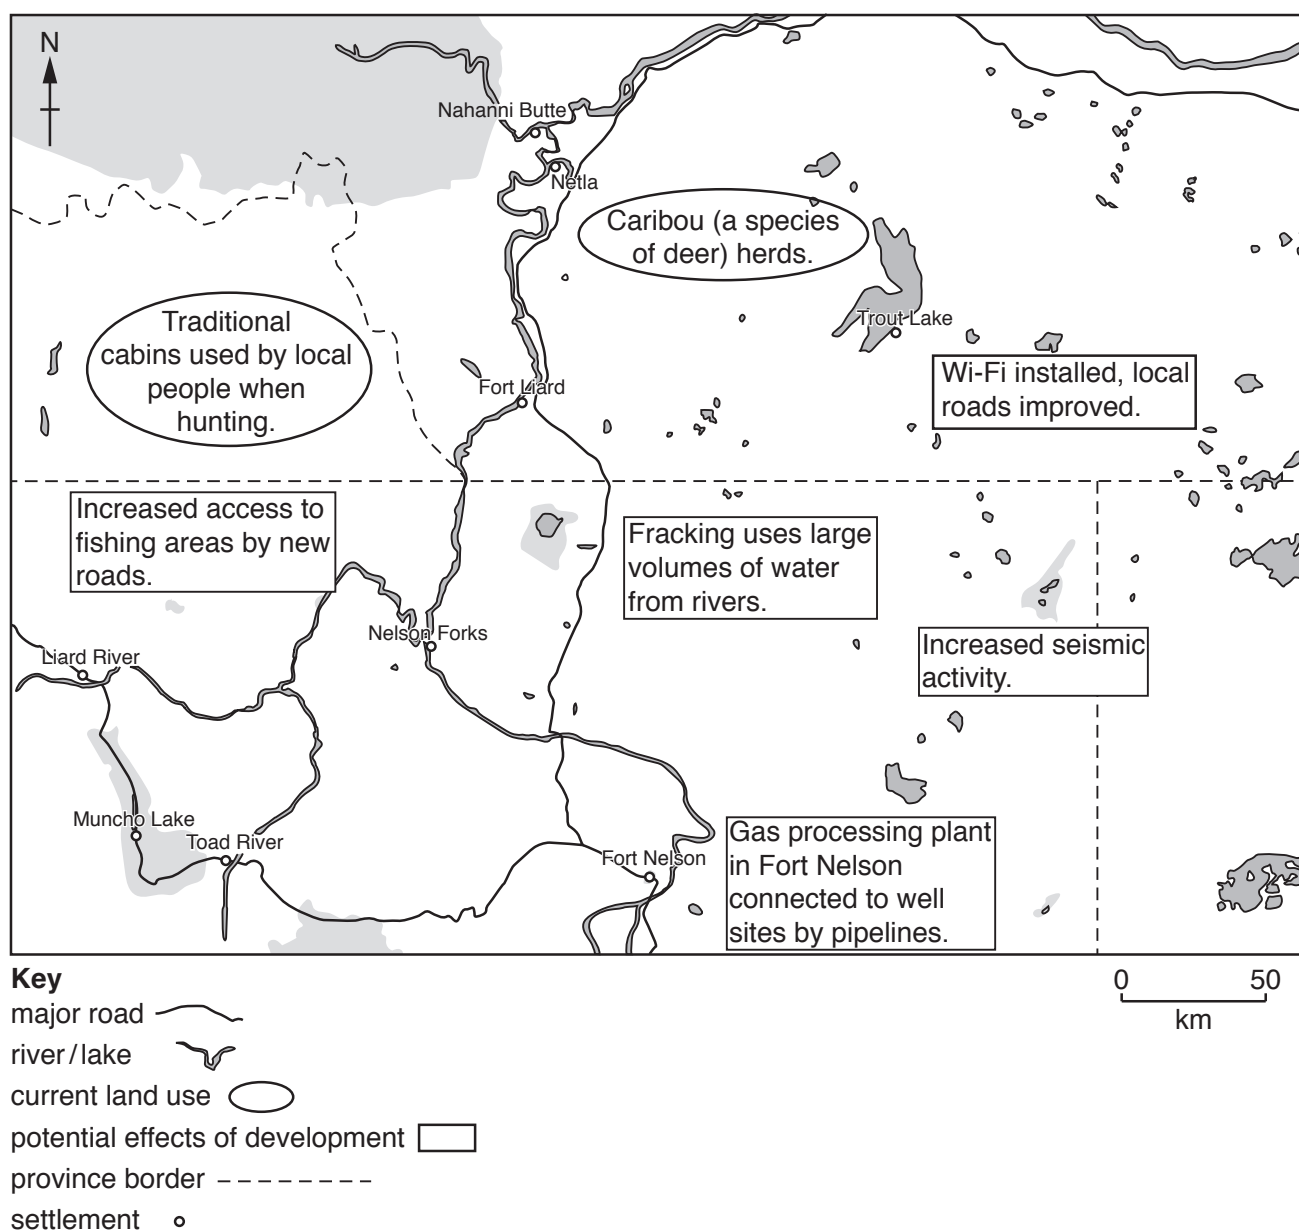 N
Nahanni Butte
Netla
Caribou (a species
of deer) herds.
Traditional
cabins used by local
people when
hunting.
Trout Lake
Wi-Fi installed, local
roads improved.
Fort Liard
Increased access to
fishing areas by new
roads.
Fracking uses large
volumes of water
from rivers.
Nelson Forks
Liard River
Increased seismic
activity.
Muncho Lake
Toad River
Fort Nelson
Gas processing plant
in Fort Nelson
connected to well
sites by pipelines.
Key
major road
river/lake
current land use
potential effects of development
province border
settlement
0 50
km